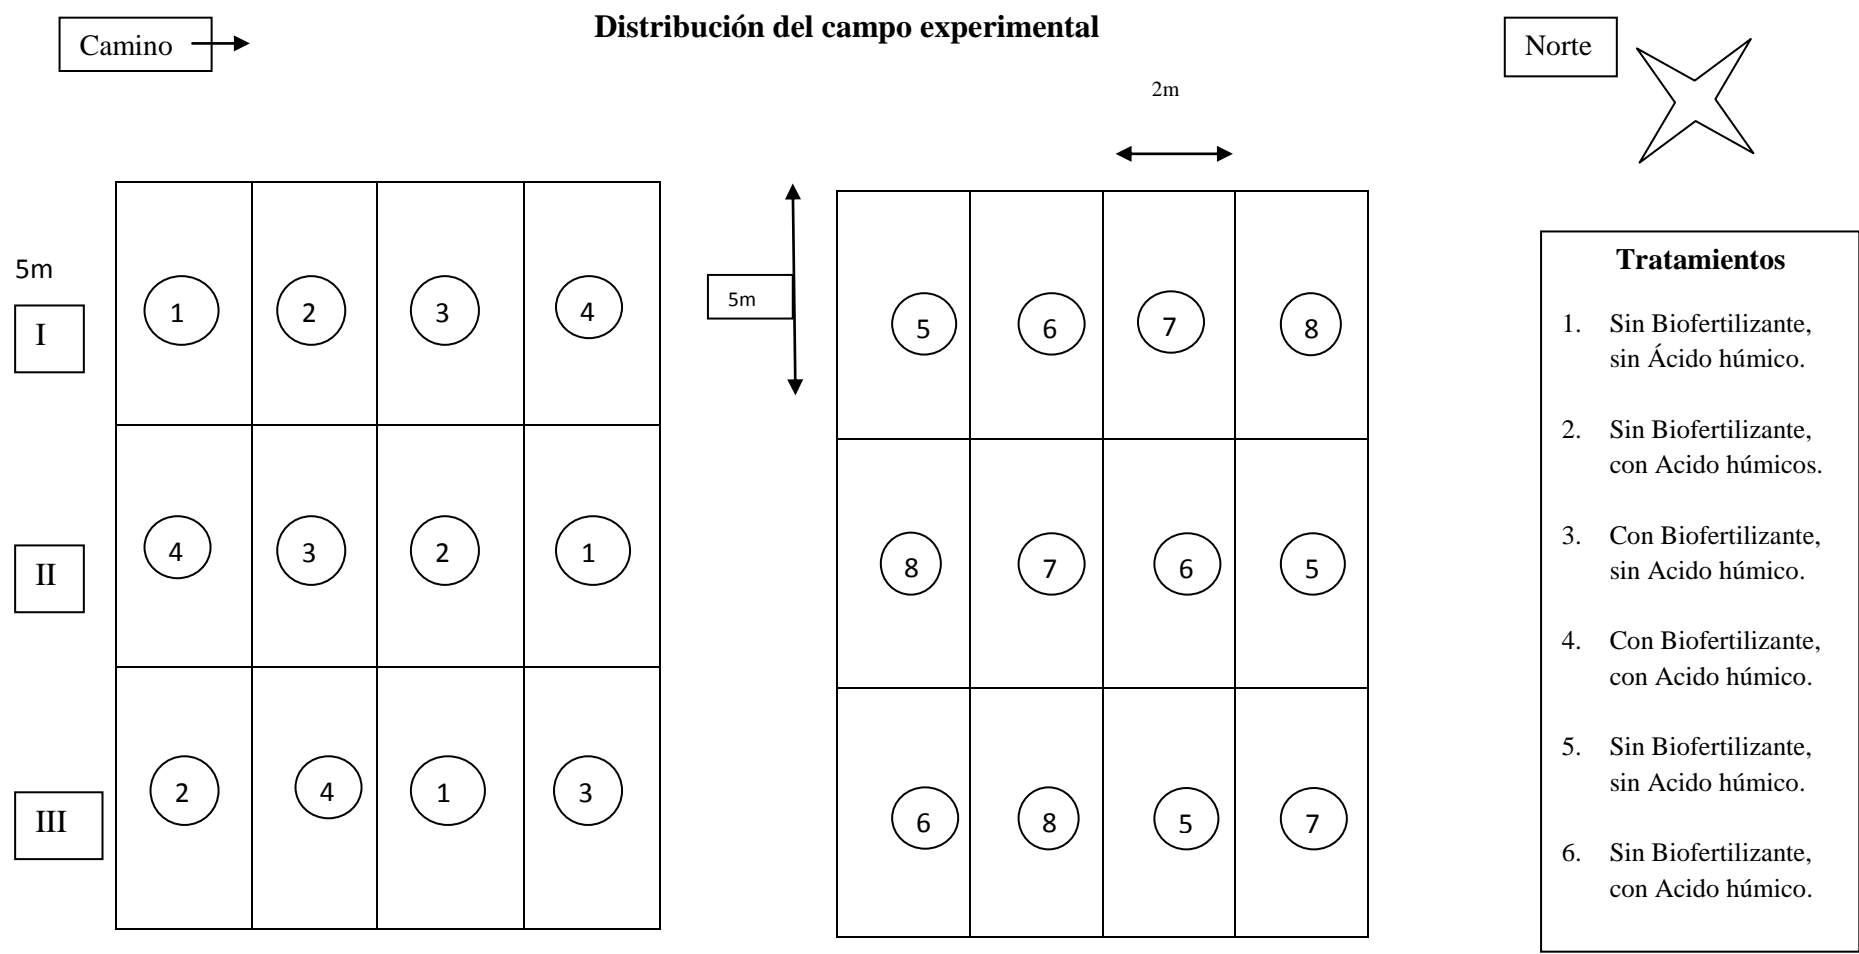 Distribución del campo experimental
Camino
Norte
2m
5m
5m
I
1
2
3
4
5
6
7
8
II
4
3
2
1
8
7
6
5
III
2
4
1
3
6
8
5
7
Tratamientos
1. Sin Biofertilizante,
sin Ácido húmico.
2. Sin Biofertilizante,
con Acido húmicos.
3. Con Biofertilizante,
sin Acido húmico.
4. Con Biofertilizante,
con Acido húmico.
5. Sin Biofertilizante,
sin Acido húmico.
6. Sin Biofertilizante,
con Acido húmico.